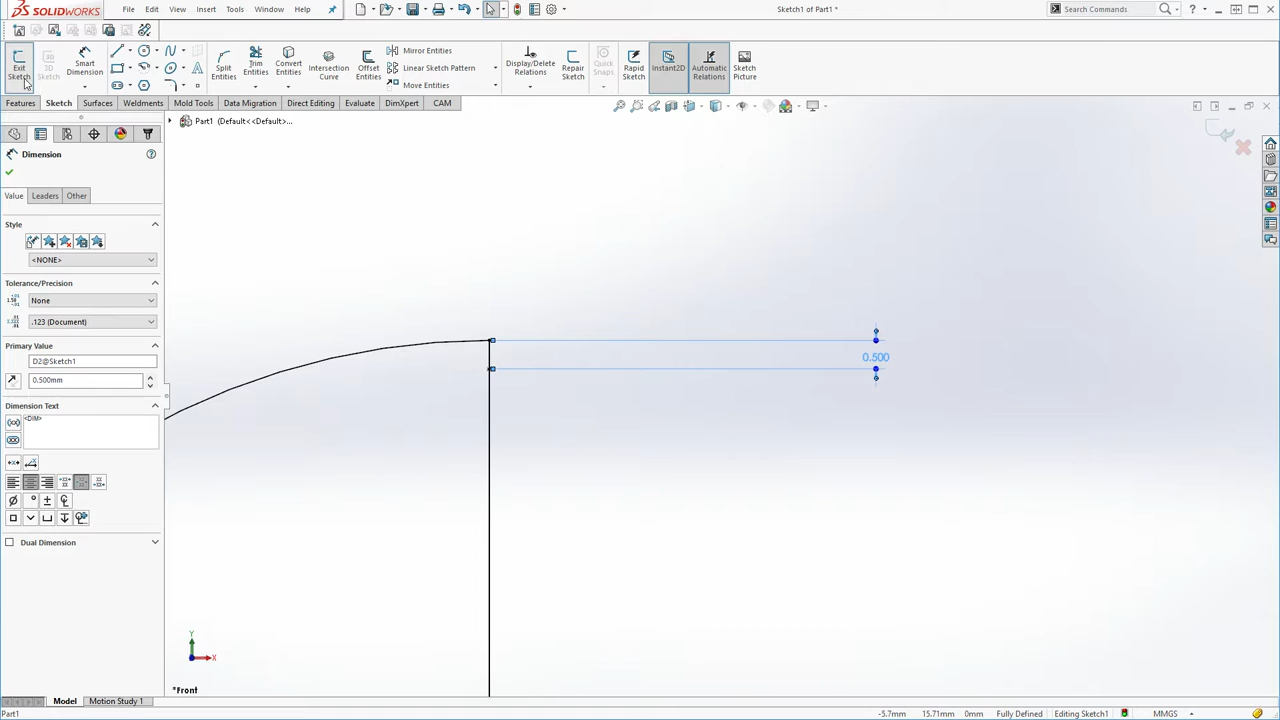 SOLIDWORKS
File
Edit
View
Insert
Tools
Window
Help
Sketch1 of Part1 *
Search Commands
Exit Sketch
3D Sketch
Smart Dimension
Split Entities
Trim Entities
Convert Entities
Intersection Curve
Offset Entities
Mirror Entities
Linear Sketch Pattern
Move Entities
Display/Delete Relations
Repair Sketch
Quick Snaps
Rapid Sketch
Instant2D
Automatic Relations
Sketch Picture
Features
Sketch
Surfaces
Weldments
Mold Tools
Data Migration
Direct Editing
Evaluate
DimXpert
CAM
Part1 (Default<<Default>...
Dimension
Value
Leaders
Other
Style
<NONE>
Tolerance/Precision
None
.123 (Document)
Primary Value
D2@Sketch1
0.500mm
Dimension Text
<DIM>
Dual Dimension
0.500
Y
X
*Front
Model
Motion Study 1
Part1
-5.7mm
15.71mm
0mm
Fully Defined
Editing Sketch1
MMGS